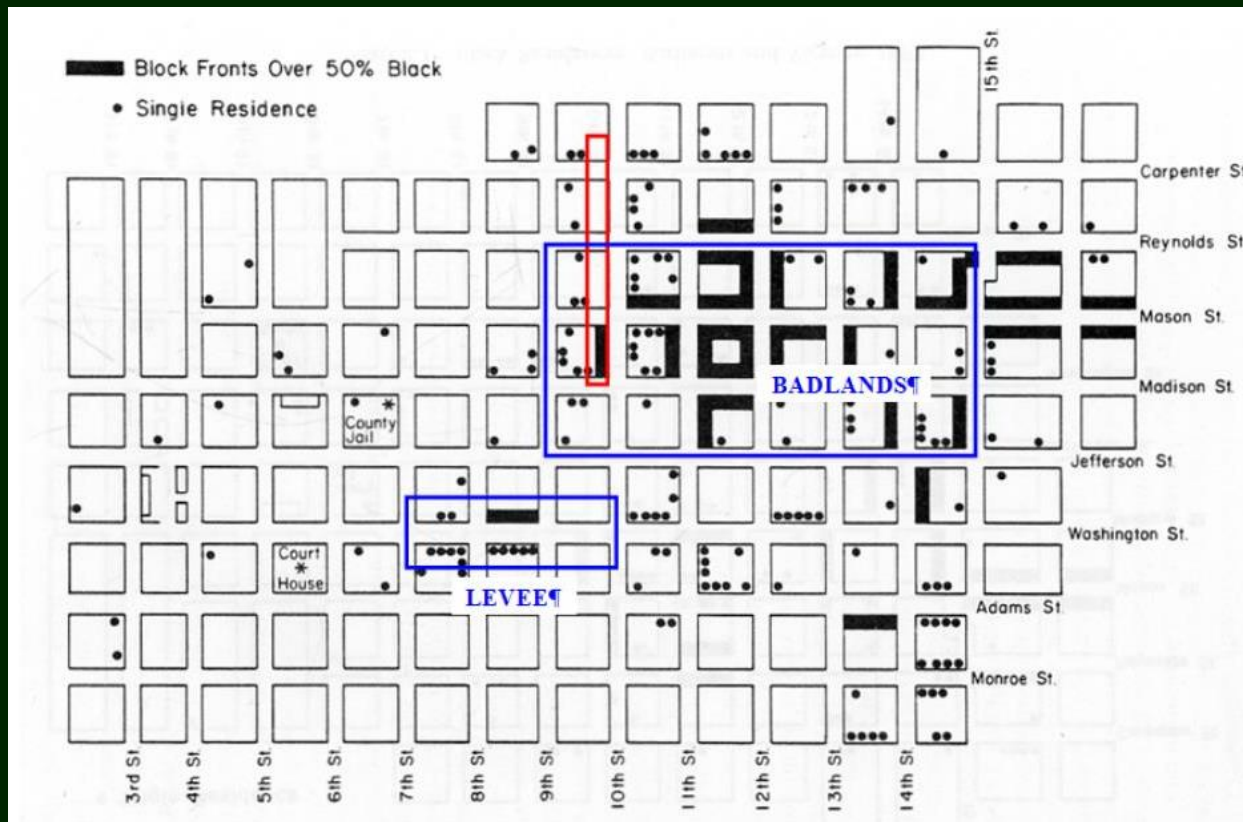 Block Fronts Over 50% Black
Single Residence
15th St.
Carpenter St
Reynolds St
Mason St.
BADLANDS¶
Madison St.
County
Jail
Jefferson St.
Washington St.
Court
House
LEVEE¶
Adams St.
Monroe St.
3rd St.
4th St.
5th St.
6th St.
7th St.
8th St.
9th St.
10th St.
11th St.
12th St.
13th St.
14th St.